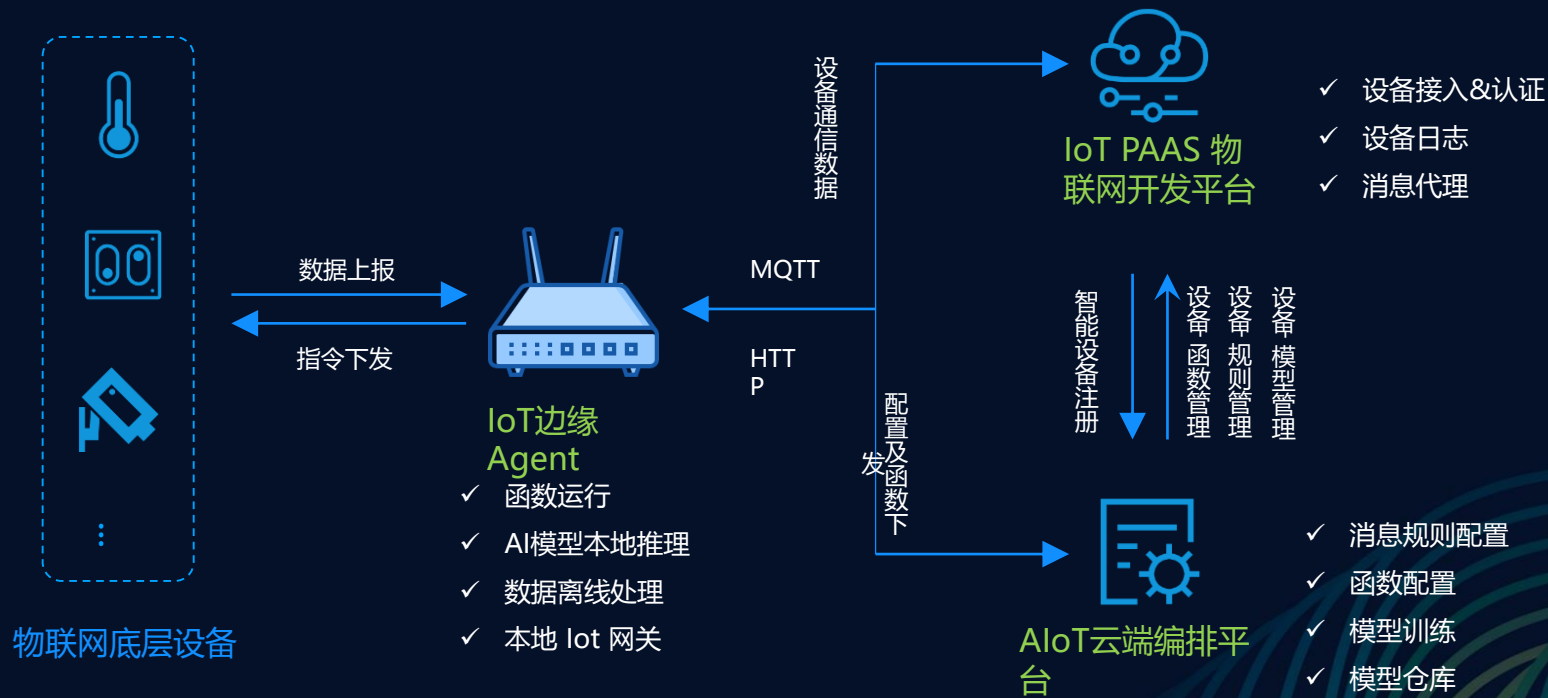 物联网底层设备
数据上报
指令下发
IoT边缘
Agent
✓ 函数运行
✓ AI模型本地推理
✓ 数据离线处理
✓ 本地 Iot 网关
设备通信数据
MQTT
HTT
P
配置及函数下
发
IoT PAAS 物
联网开发平台
✓ 设备接入&认证
✓ 设备日志
✓ 消息代理
智能设备注册
设备 函数管理
设备 规则管理
设备 模型管理
AIoT云端编排平
台
✓ 消息规则配置
✓ 函数配置
✓ 模型训练
✓ 模型仓库